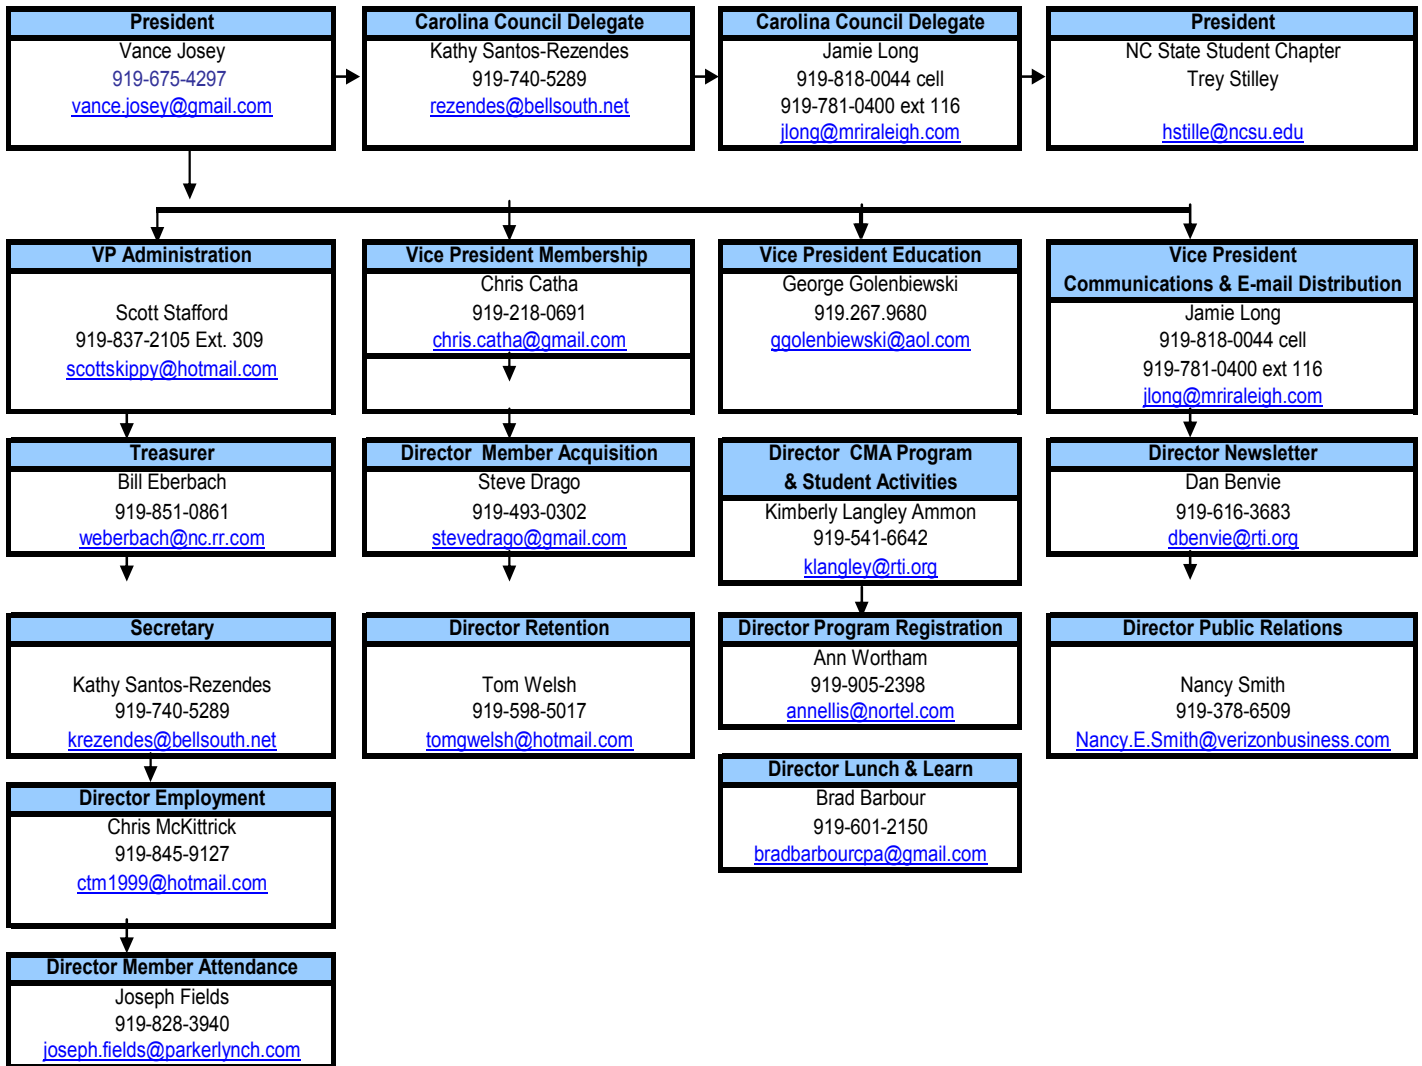 President
Vance Josey
919-675-4297
vance.josey@gmail.com
Carolina Council Delegate
Kathy Santos-Rezendes
919-740-5289
rezendes@bellsouth.net
Carolina Council Delegate
Jamie Long
919-818-0044 cell
919-781-0400 ext 116
jlong@mriraleigh.com
President
NC State Student Chapter
Trey Stilley
hstille@ncsu.edu
VP Administration
Scott Stafford
919-837-2105 Ext. 309
scottskippy@hotmail.com
Vice President Membership
Chris Catha
919-218-0691
chris.catha@gmail.com
Vice President Education
George Golenbiewski
919.267.9680
ggolenbiewski@aol.com
Vice President
Communications & E-mail Distribution
Jamie Long
919-818-0044 cell
919-781-0400 ext 116
jlong@mriraleigh.com
Treasurer
Bill Eberbach
919-851-0861
weberbach@nc.rr.com
Director  Member Acquisition
Steve Drago
919-493-0302
stevedrago@gmail.com
Director  CMA Program
& Student Activities
Kimberly Langley Ammon
919-541-6642
klangley@rti.org
Director Newsletter
Dan Benvie
919-616-3683
dbenvie@rti.org
Secretary
Kathy Santos-Rezendes
919-740-5289
krezendes@bellsouth.net
Director Retention
Tom Welsh
919-598-5017
tomgwelsh@hotmail.com
Director Program Registration
Ann Wortham
919-905-2398
annellis@nortel.com
Director Public Relations
Nancy Smith
919-378-6509
Nancy.E.Smith@verizonbusiness.com
Director Lunch & Learn
Brad Barbour
919-601-2150
bradbarbourcpa@gmail.com
Director Employment
Chris McKittrick
919-845-9127
ctm1999@hotmail.com
Director Member Attendance
Joseph Fields
919-828-3940
joseph.fields@parkerlynch.com